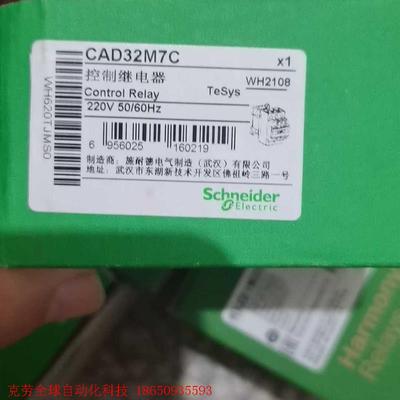 CAD32M7C x1
控制继电器
Control Relay TeSys WH2108
220V 50/60Hz
6 956025 160219
制造商: 施耐德电气制造（武汉）有限公司
地址: 武汉市东湖新技术开发区佛祖岭三路一号
Schneider
Electric
WH620TJMS0
Harmony
Relays
克劳全球自动化科技 18650935593